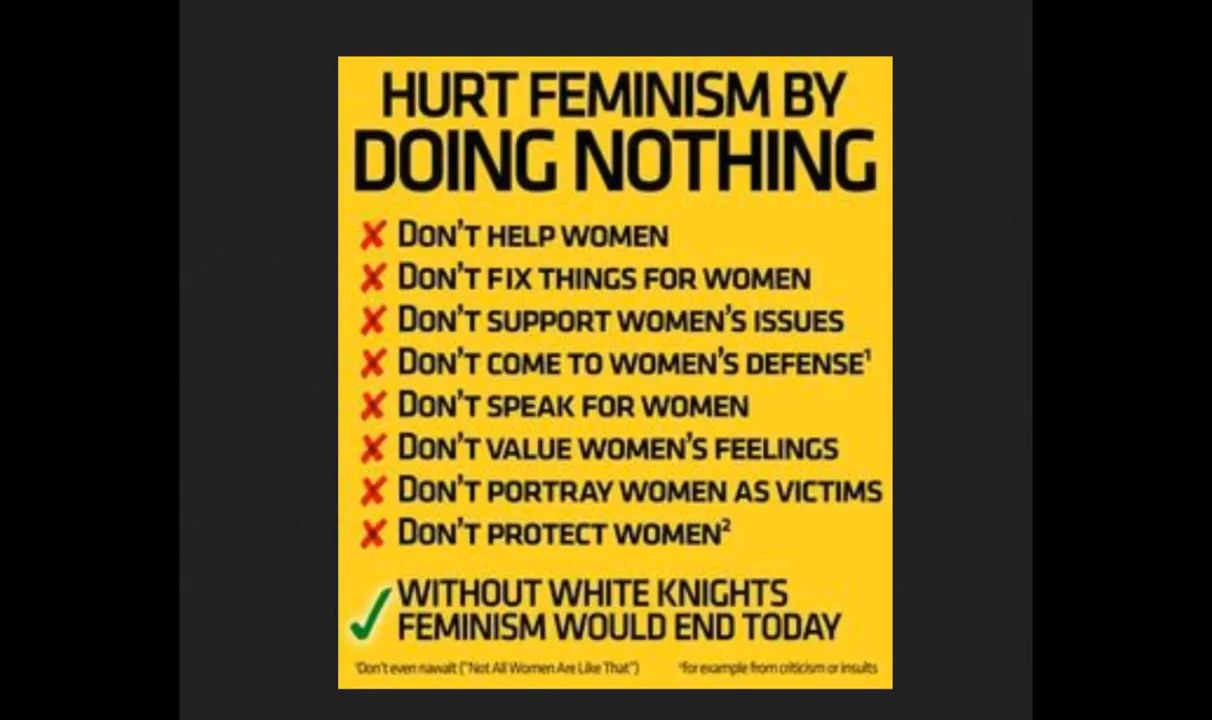 HURT FEMINISM BY
DOING NOTHING
✘ DON'T HELP WOMEN
✘ DON'T FIX THINGS FOR WOMEN
✘ DON'T SUPPORT WOMEN'S ISSUES
✘ DON'T COME TO WOMEN'S DEFENSE¹
✘ DON'T SPEAK FOR WOMEN
✘ DON'T VALUE WOMEN'S FEELINGS
✘ DON'T PORTRAY WOMEN AS VICTIMS
✘ DON'T PROTECT WOMEN²
✓ WITHOUT WHITE KNIGHTS
FEMINISM WOULD END TODAY
¹Don't even nawalt ("Not All Women Are Like That") ²for example from criticism or insults